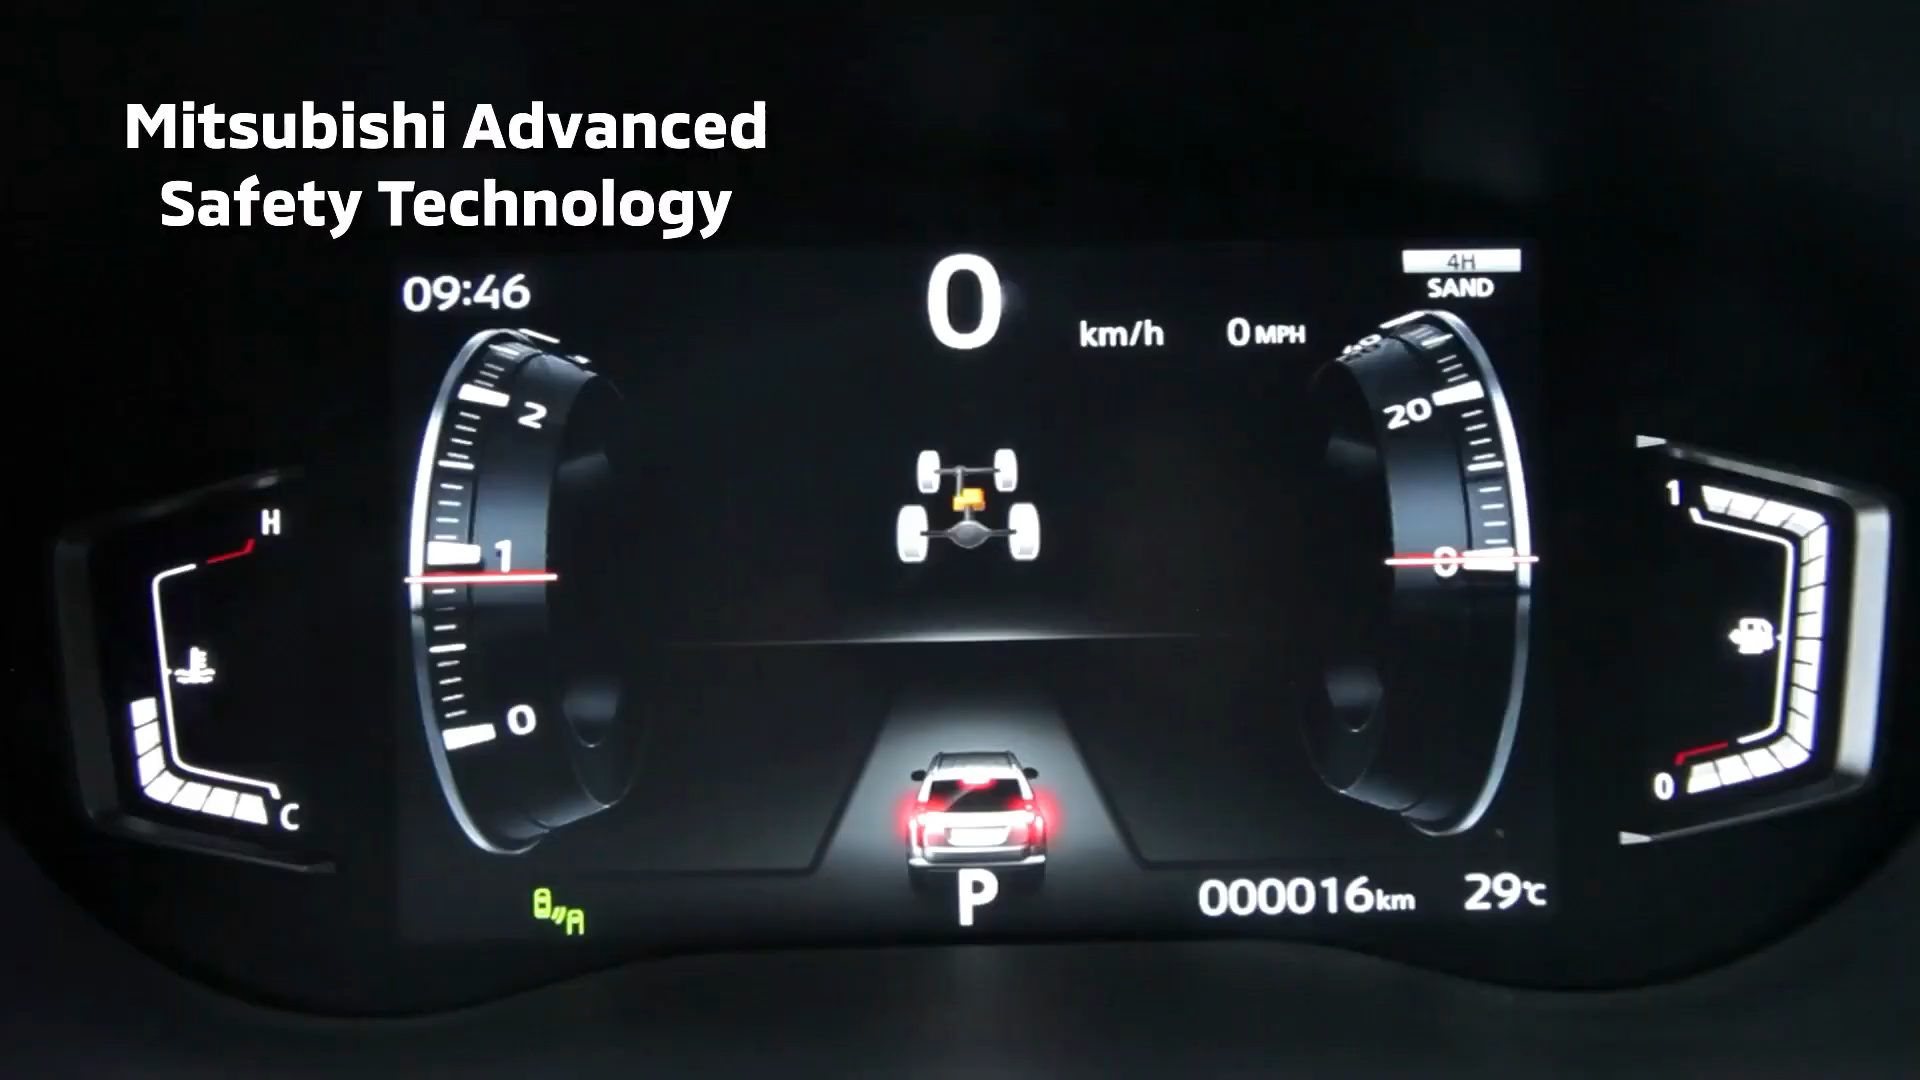 Mitsubishi Advanced
Safety Technology
09:46
0 km/h 0 MPH
4H
SAND
2
1
0
20
0
H
C
1
0
A
P
000016km 29°C